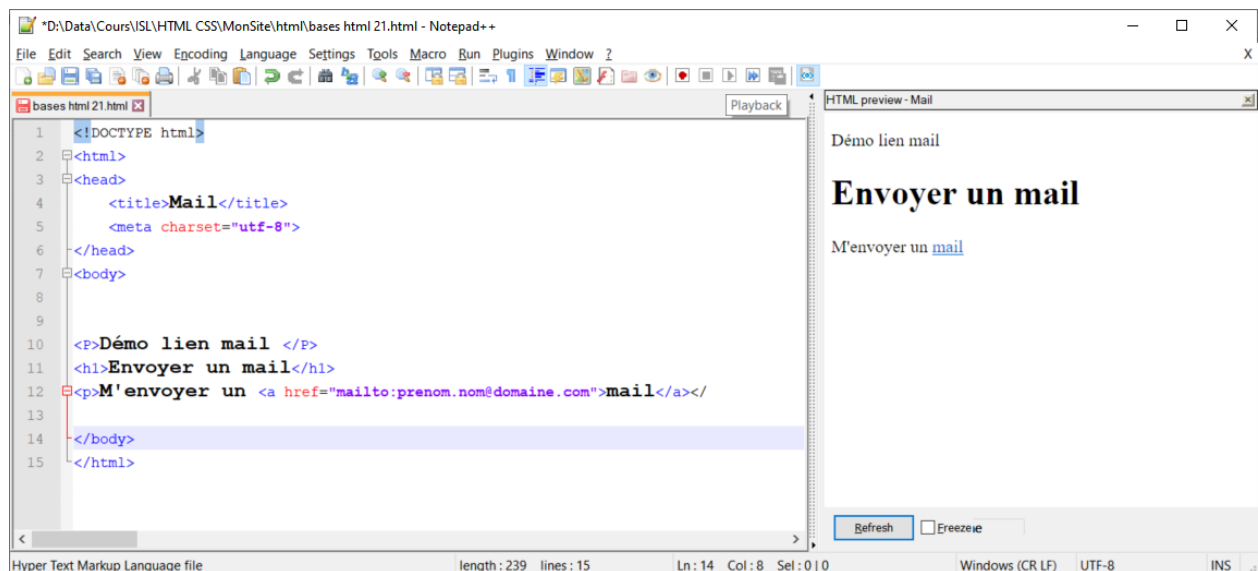 *D:\Data\Cours\ISL\HTML CSS\MonSite\html\bases html 21.html - Notepad++
File Edit Search View Encoding Language Settings Tools Macro Run Plugins Window ? X
bases html 21.html
Playback
1 <!DOCTYPE html>
2 <html>
3 <head>
4 <title>Mail</title>
5 <meta charset="utf-8">
6 </head>
7 <body>
8
9
10 <P>Démo lien mail </P>
11 <h1>Envoyer un mail</h1>
12 <p>M'envoyer un <a href="mailto:prenom.nom@domaine.com">mail</a></
13
14 </body>
15 </html>
HTML preview - Mail
Démo lien mail
Envoyer un mail
M'envoyer un mail
Refresh Freeze
Hyper Text Markup Language file length : 239 lines : 15 Ln : 14 Col : 8 Sel : 0 | 0 Windows (CR LF) UTF-8 INS